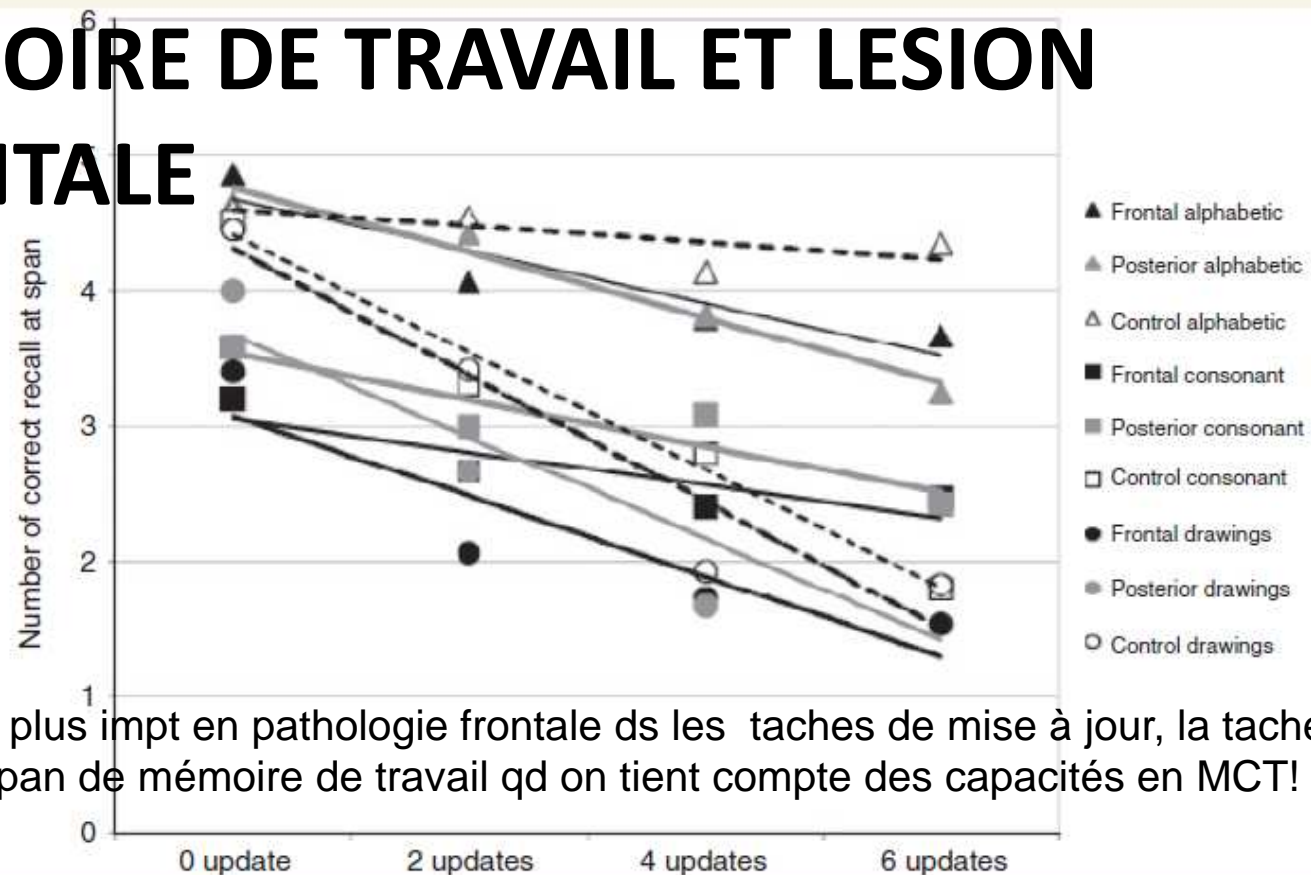 OIRE DE TRAVAIL ET LESION
NTALE
6
4
3
2
1
0
Number of correct recall at span
0 update 2 updates 4 updates 6 updates
Frontal alphabetic
Posterior alphabetic
Control alphabetic
Frontal consonant
Posterior consonant
Control consonant
Frontal drawings
Posterior drawings
Control drawings
plus impt en pathologie frontale ds les taches de mise à jour, la tache
pan de mémoire de travail qd on tient compte des capacités en MCT!